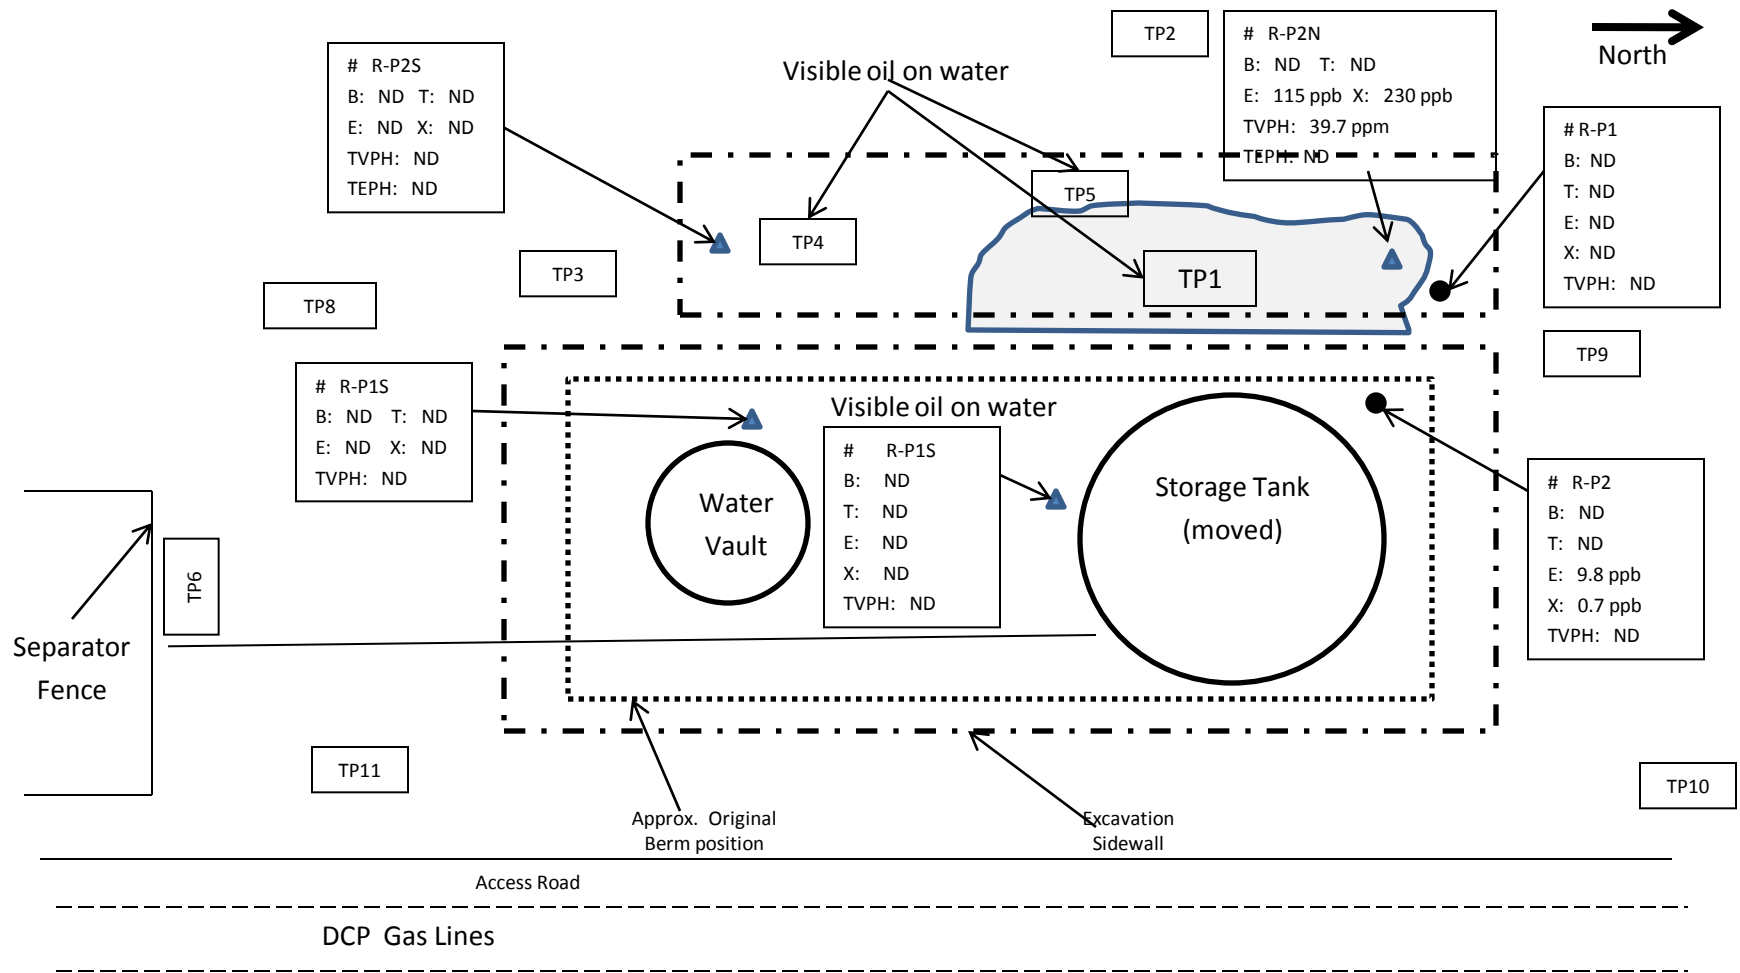 TP2
North
Visible oil on water
# R-P2S
B: ND T: ND
E: ND X: ND
TVPH: ND
TEPH: ND
# R-P2N
B: ND T: ND
E: 115 ppb X: 230 ppb
TVPH: 39.7 ppm
TEPH: ND
# R-P1
B: ND
T: ND
E: ND
X: ND
TVPH: ND
TP5
TP4
TP3
TP1
TP8
TP9
# R-P1S
B: ND T: ND
E: ND X: ND
TVPH: ND
Visible oil on water
# R-P1S
B: ND
T: ND
E: ND
X: ND
TVPH: ND
Water
Vault
Storage Tank
(moved)
# R-P2
B: ND
T: ND
E: 9.8 ppb
X: 0.7 ppb
TVPH: ND
TP6
Separator
Fence
TP11
TP10
Approx. Original
Berm position
Excavation
Sidewall
Access Road
DCP Gas Lines